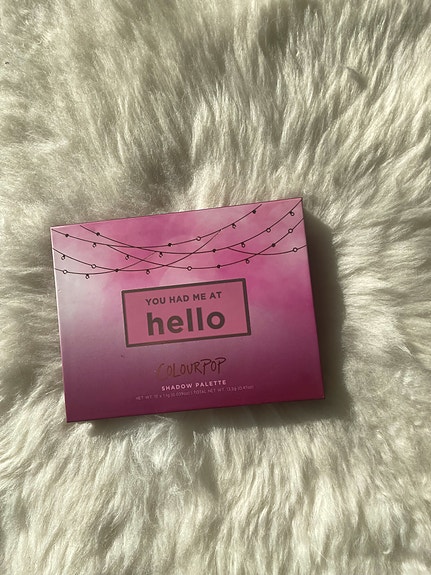 YOU HAD ME AT
hello
COLOURPOP
SHADOW PALETTE